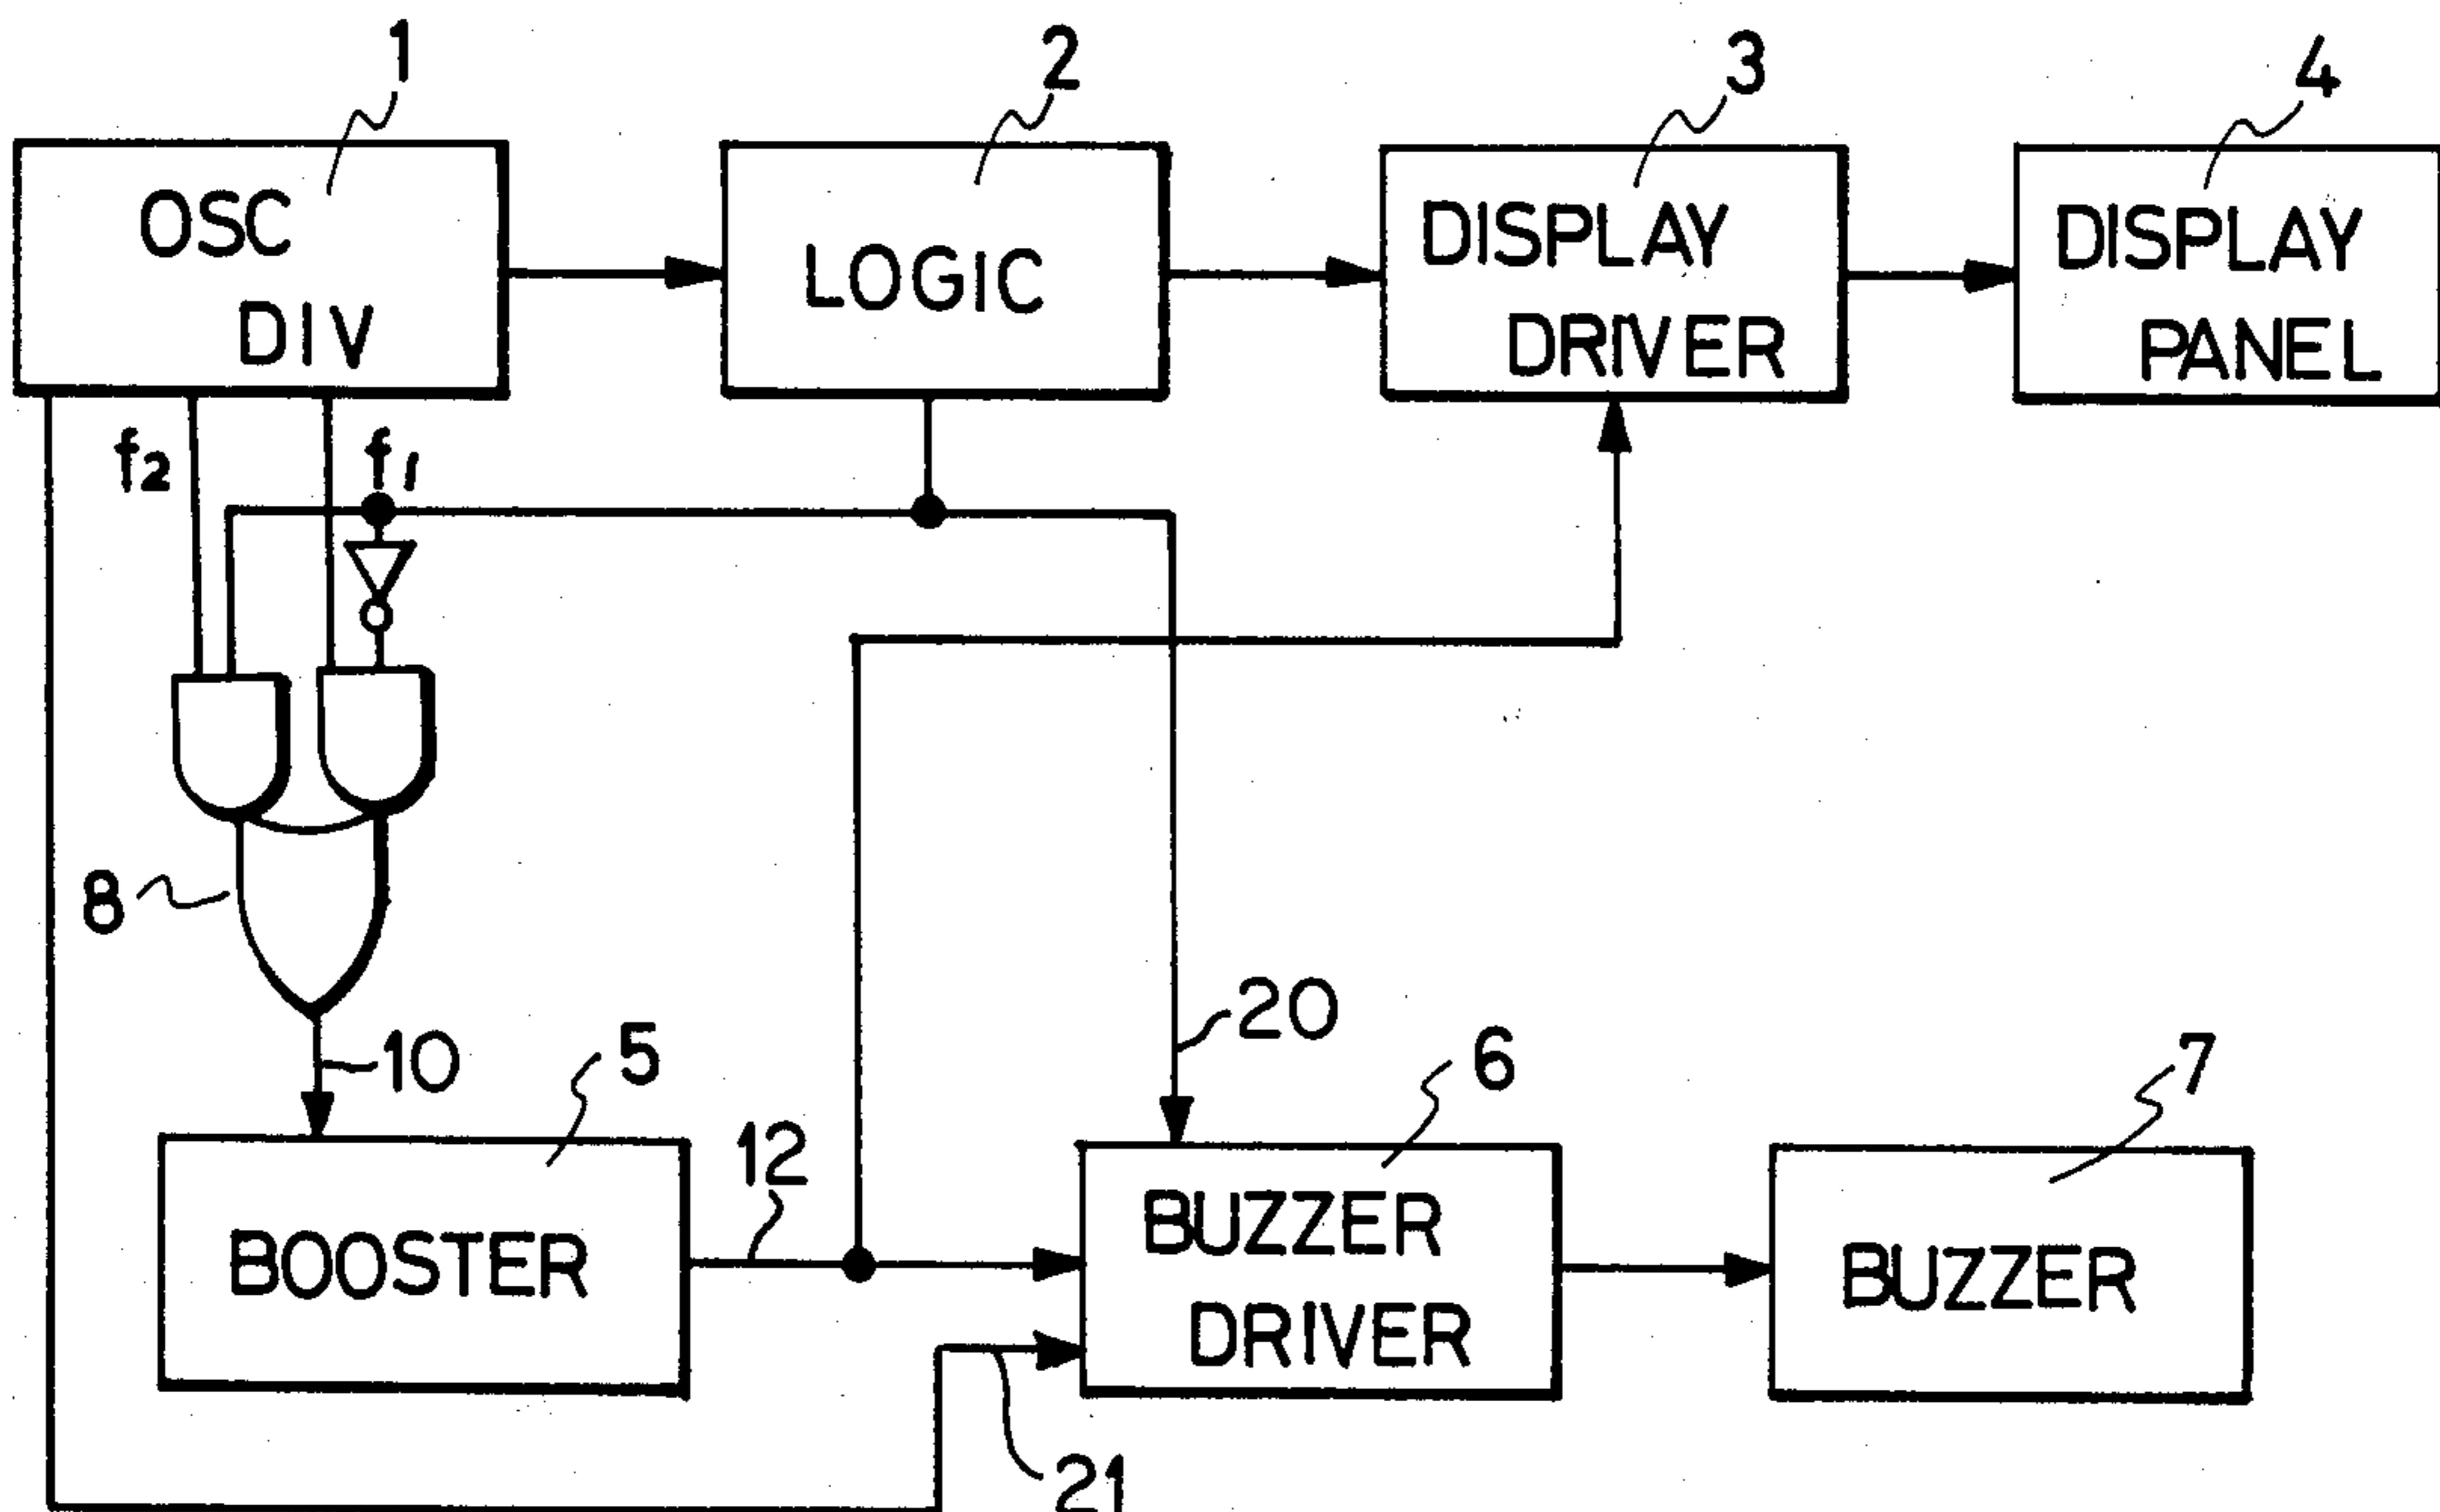 1
2
3
4
OSC
DIV
LOGIC
DISPLAY
DRIVER
DISPLAY
PANEL
f2
f1
8
10
5
20
6
7
12
BOOSTER
BUZZER
DRIVER
BUZZER
21